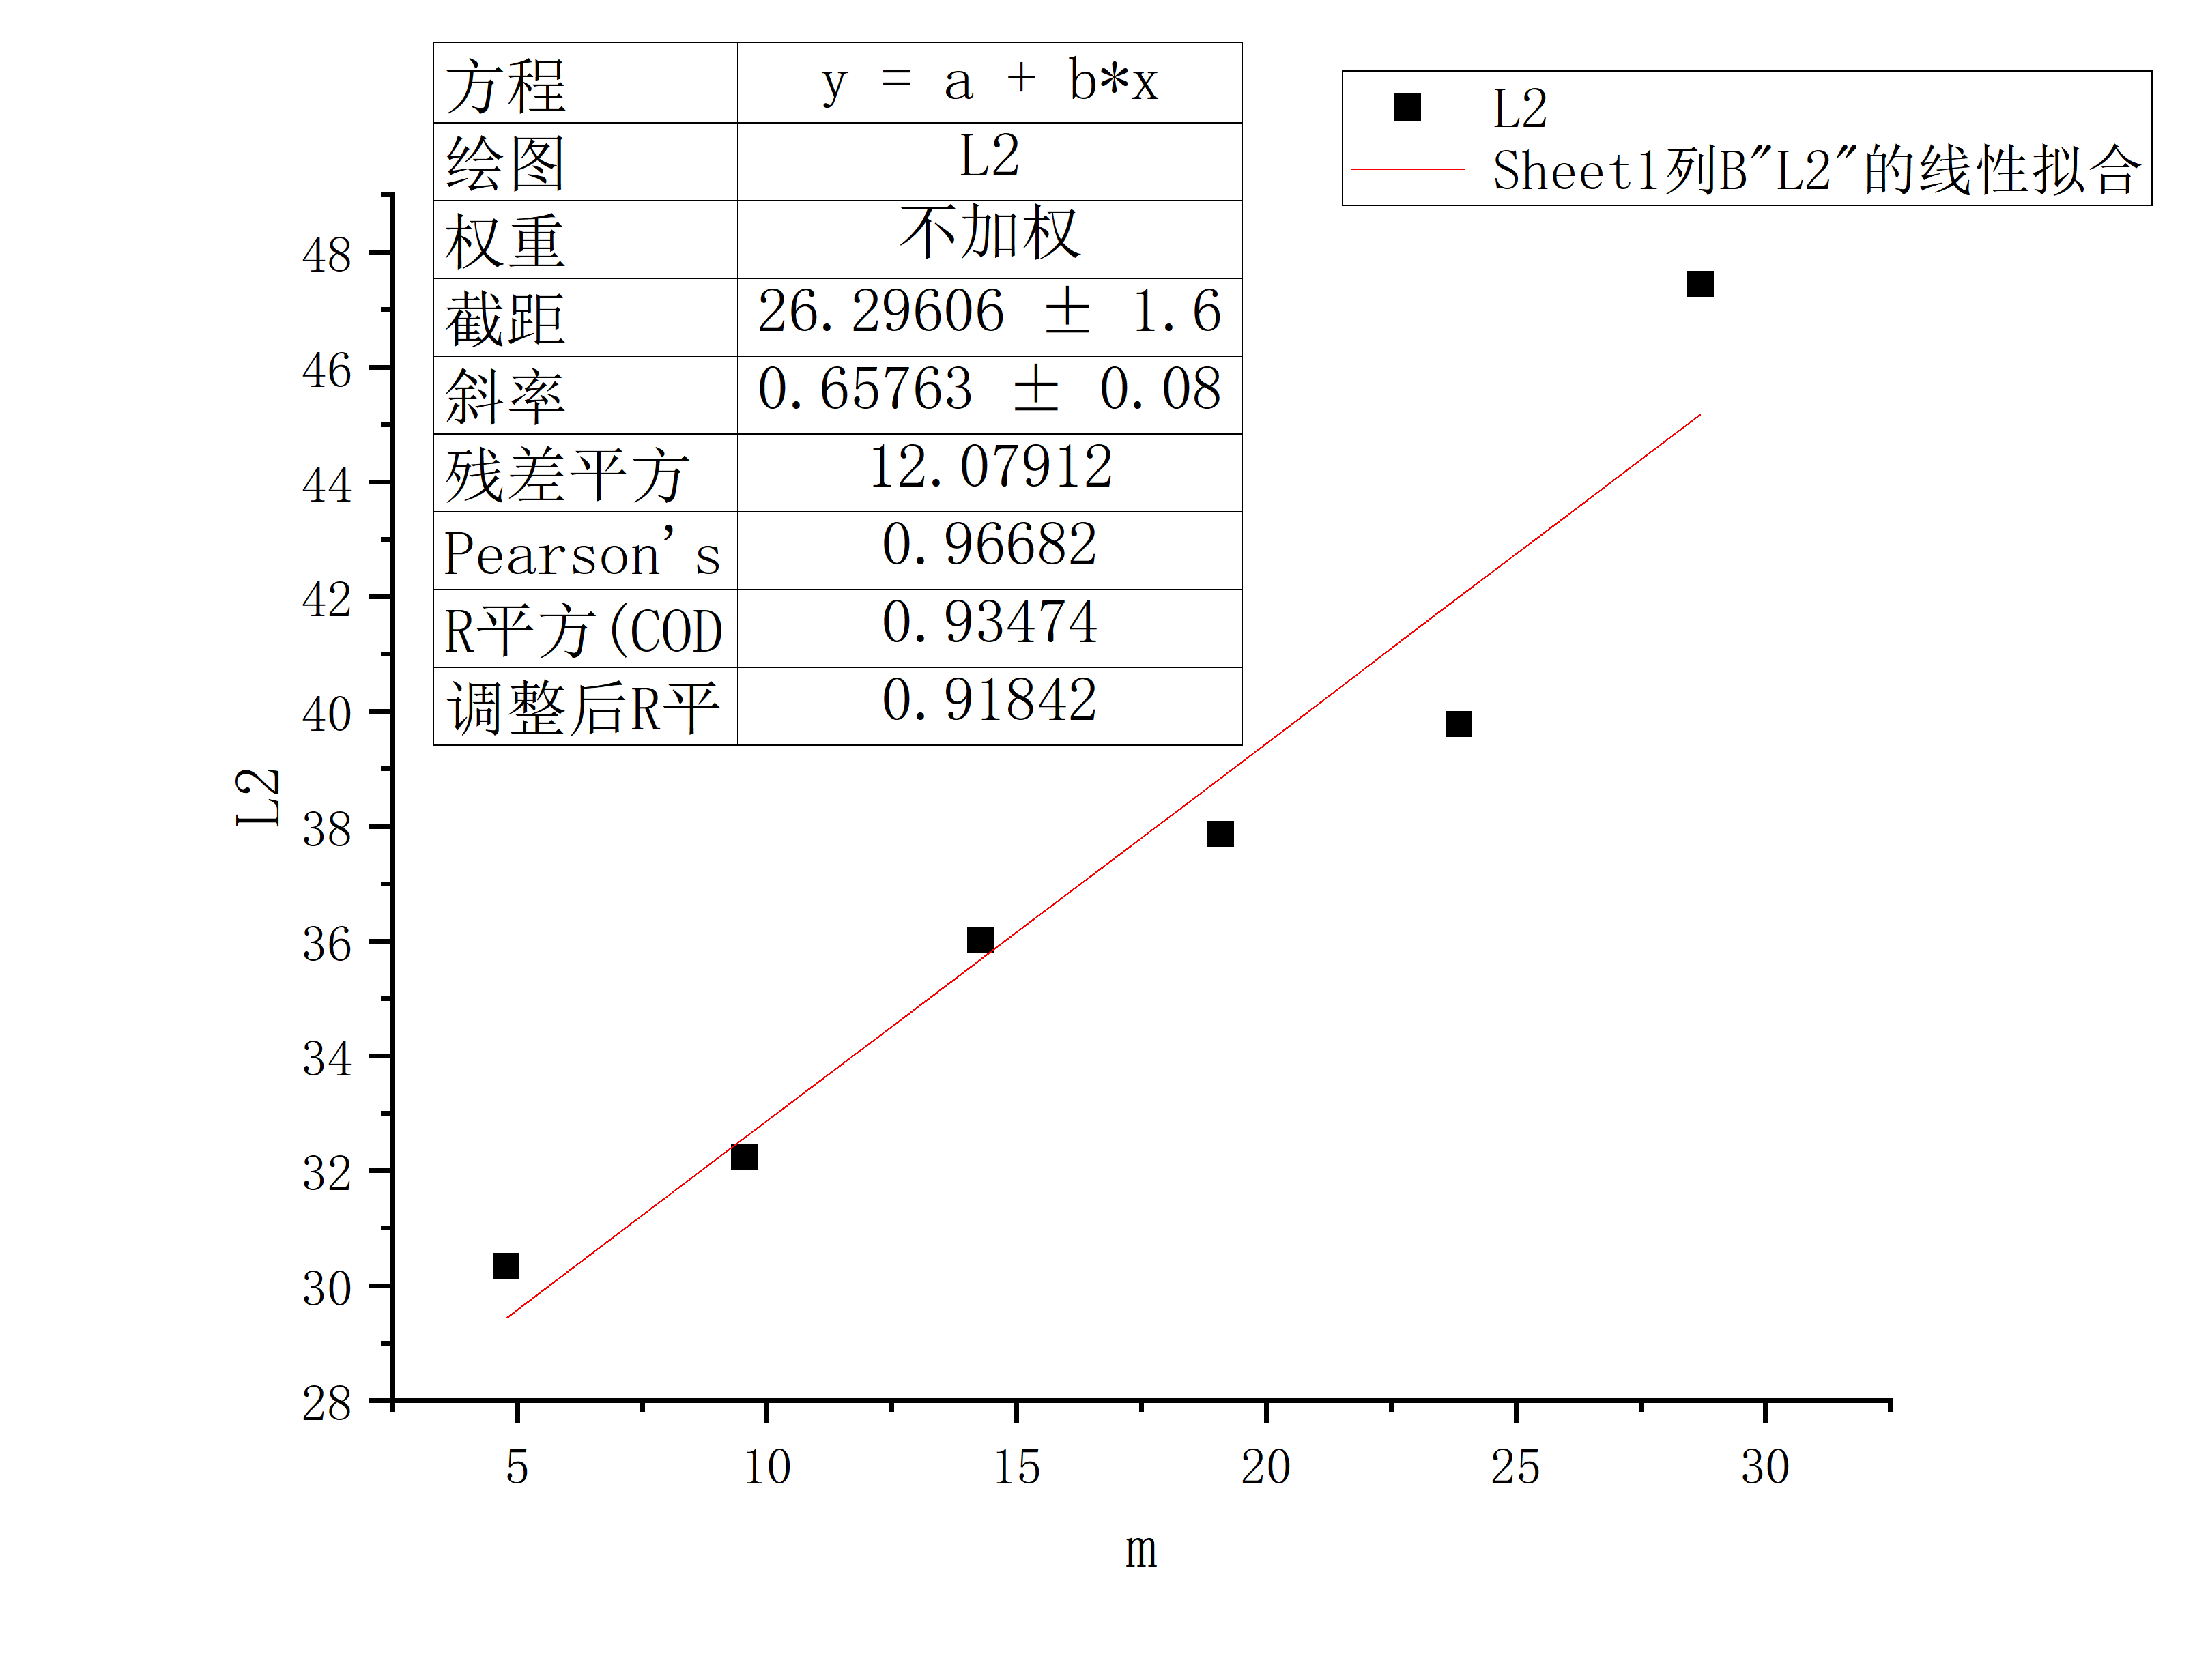 方程 y = a + b*x
绘图 L2
权重 不加权
截距 26.29606 ± 1.6
斜率 0.65763 ± 0.08
残差平方 12.07912
Pearson's 0.96682
R平方(COD 0.93474
调整后R平 0.91842
L2
Sheet1列B"L2"的线性拟合
48
46
44
42
40
38
36
34
32
30
28
L2
5 10 15 20 25 30
m